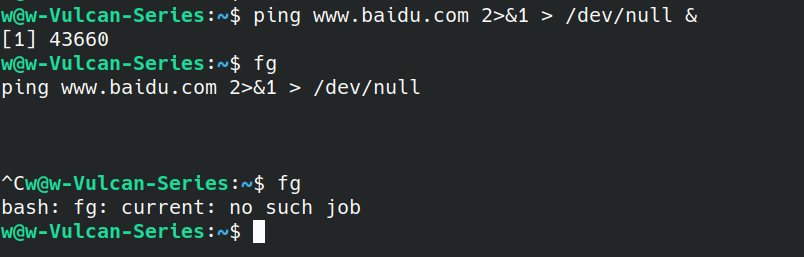 w@w-Vulcan-Series:~$ ping www.baidu.com 2>&1 > /dev/null &
[1] 43660
w@w-Vulcan-Series:~$ fg
ping www.baidu.com 2>&1 > /dev/null
^Cw@w-Vulcan-Series:~$ fg
bash: fg: current: no such job
w@w-Vulcan-Series:~$